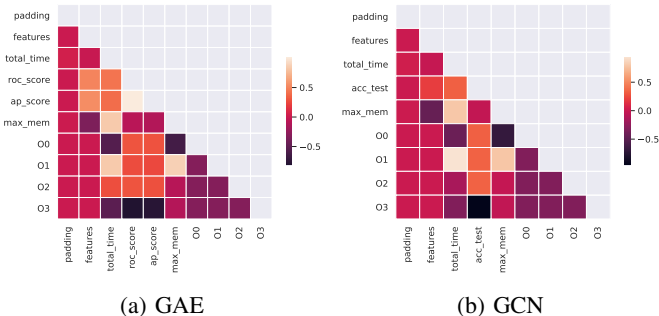 padding
features
total_time
roc_score
ap_score
max_mem
O0
O1
O2
O3
padding
features
total_time
roc_score
ap_score
max_mem
O0
O1
O2
O3
0.5
0.0
−0.5
(a) GAE
padding
features
total_time
acc_test
max_mem
O0
O1
O2
O3
padding
features
total_time
acc_test
max_mem
O0
O1
O2
O3
0.5
0.0
−0.5
(b) GCN